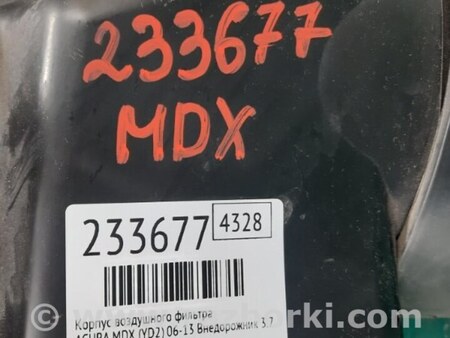 233677
MDX
233677 4328
Корпус воздушного фильтра
ACURA MDX (YD2) 06-13 Внедорожник 3.7